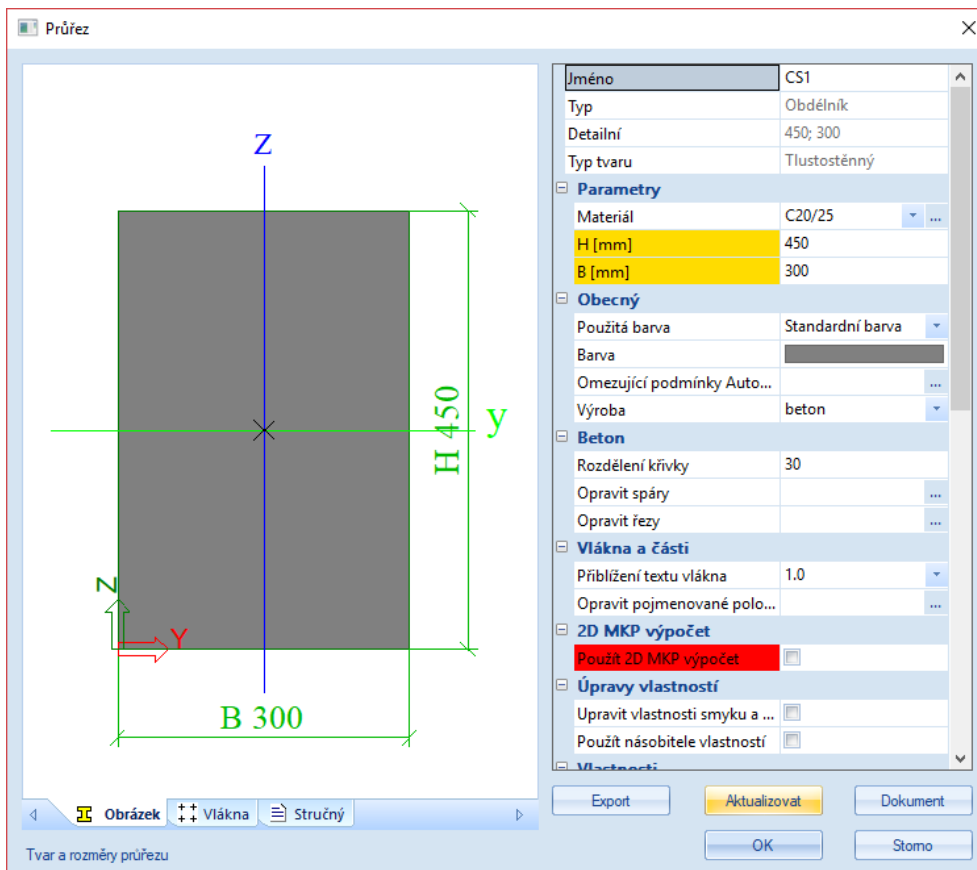 Průřez
Z
H 450
y
Z
Y
B 300
Obrázek
Vlákna
Stručný
Tvar a rozměry průřezu
Jméno CS1
Typ Obdélník
Detailní 450; 300
Typ tvaru Tlustostěnný
Parametry
Materiál C20/25 ...
H [mm] 450
B [mm] 300
Obecný
Použitá barva Standardní barva
Barva
Omezující podmínky Auto... ...
Výroba beton
Beton
Rozdělení křivky 30
Opravit spáry ...
Opravit řezy ...
Vlákna a části
Přiblížení textu vlákna 1.0
Opravit pojmenované polo... ...
2D MKP výpočet
Použít 2D MKP výpočet
Úpravy vlastností
Upravit vlastnosti smyku a ...
Použít násobitele vlastností
Vlastnosti
Export Aktualizovat Dokument
OK Storno